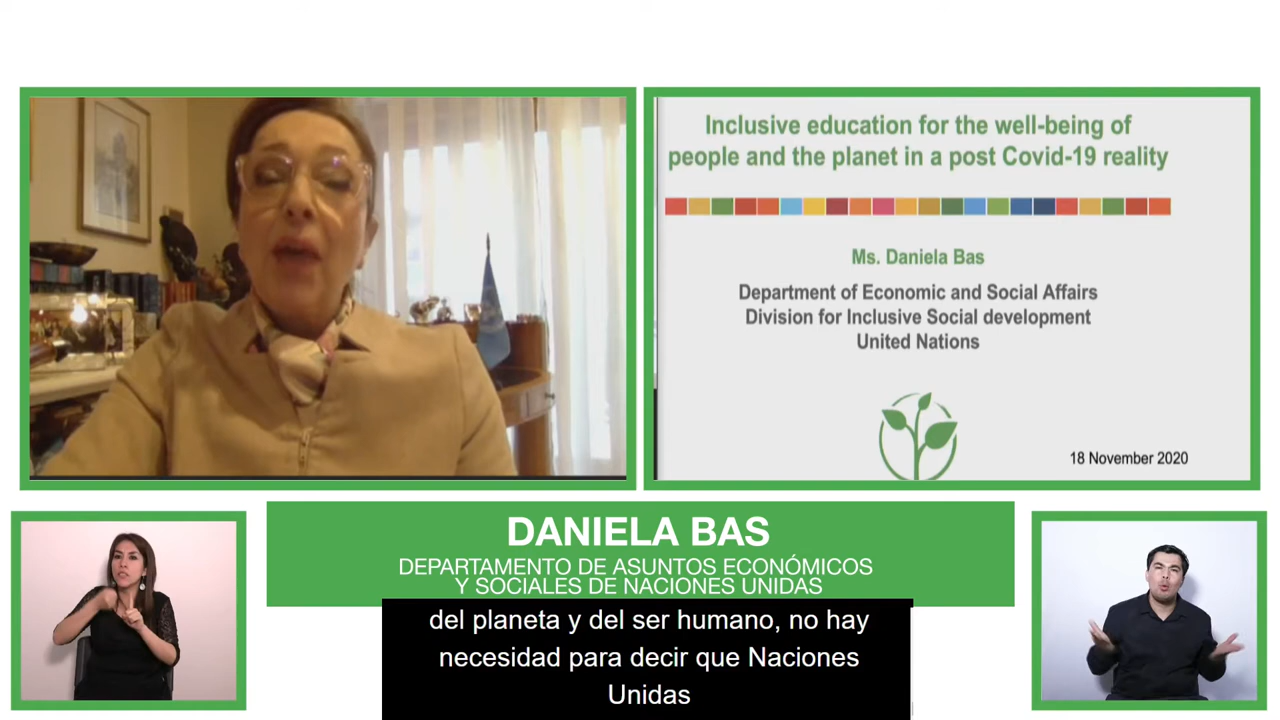 Inclusive education for the well-being of
people and the planet in a post Covid-19 reality
Ms. Daniela Bas
Department of Economic and Social Affairs
Division for Inclusive Social development
United Nations
18 November 2020
DANIELA BAS
DEPARTAMENTO DE ASUNTOS ECONÓMICOS
Y SOCIALES DE NACIONES UNIDAS
del planeta y del ser humano, no hay
necesidad para decir que Naciones
Unidas